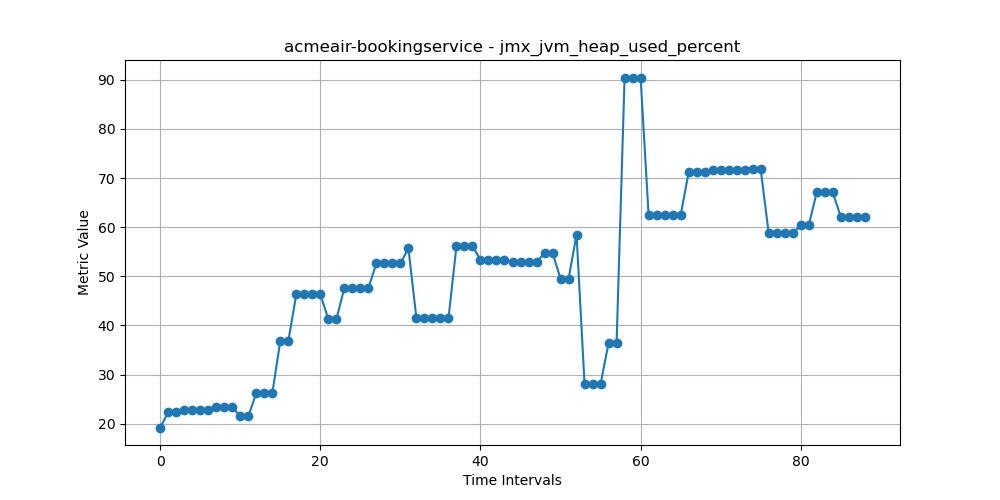 acmeair-bookingservice - jmx_jvm_heap_used_percent
90
80
70
60
50
40
30
20
Metric Value
0 20 40 60 80
Time Intervals